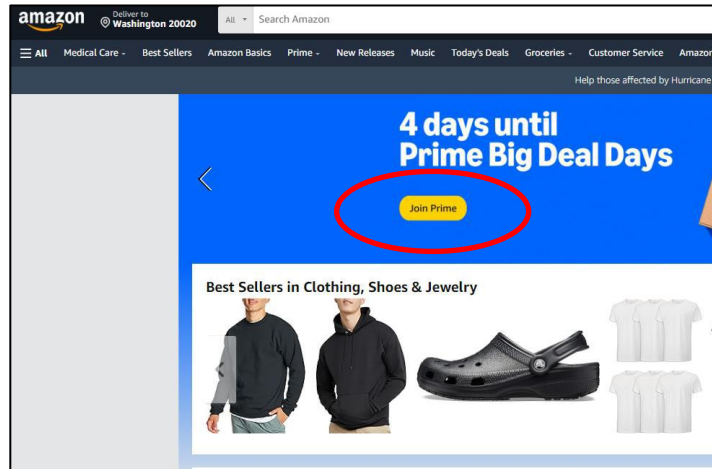 amazon
Deliver to
Washington 20020
All
Search Amazon
All
Medical Care
Best Sellers
Amazon Basics
Prime
New Releases
Music
Today's Deals
Groceries
Customer Service
Amazon
Help those affected by Hurricane
4 days until
Prime Big Deal Days
Join Prime
Best Sellers in Clothing, Shoes & Jewelry